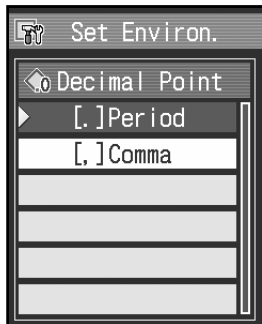 Set Environ.
Decimal Point
[.]Period
[,]Comma